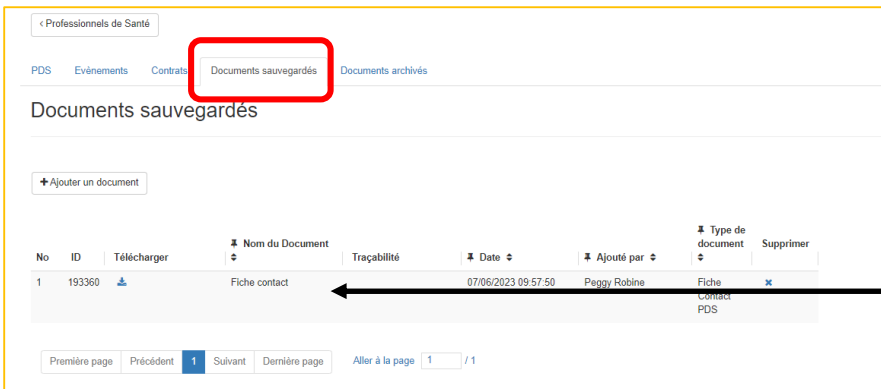 < Professionnels de Santé
PDS Evènements Contrats Documents sauvegardés Documents archivés
Documents sauvegardés
+ Ajouter un document
No ID Télécharger Nom du Document Traçabilité Date Ajouté par Type de document Supprimer
1 193360 Fiche contact 07/06/2023 09:57:50 Peggy Robine Fiche Contact PDS
Première page Précédent 1 Suivant Dernière page Aller à la page 1 / 1